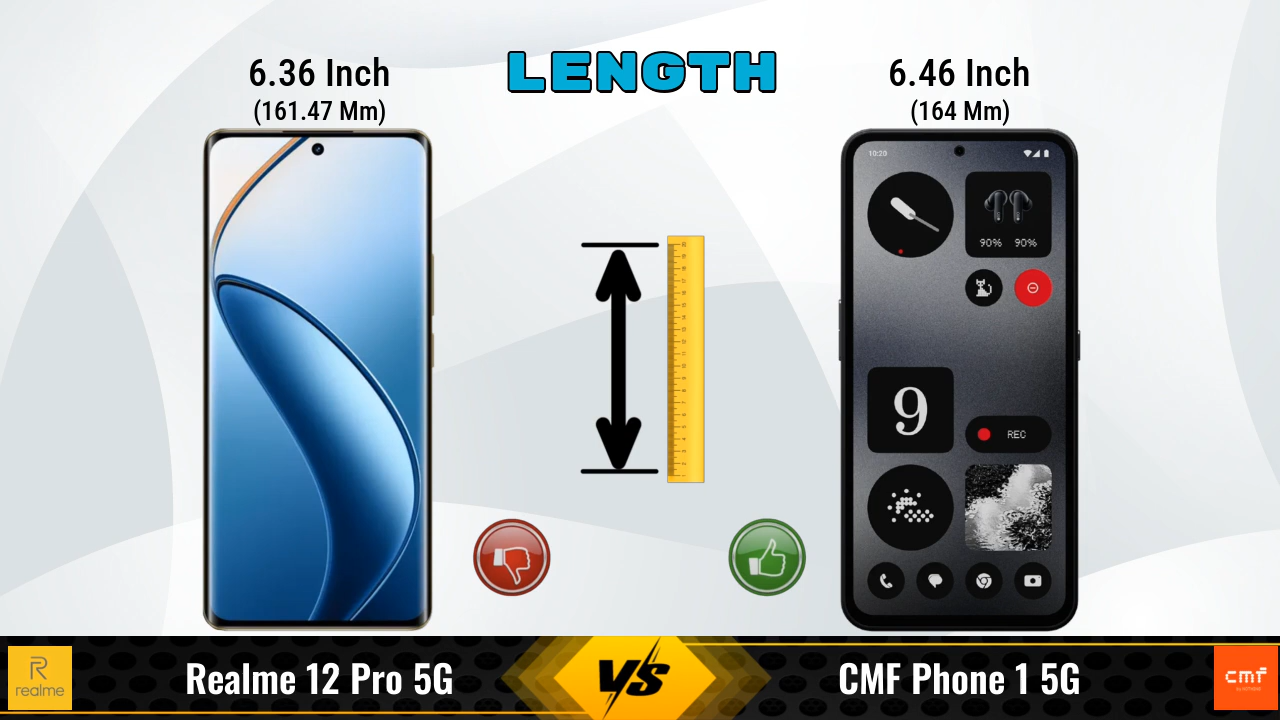 LENGTH
6.36 Inch
(161.47 Mm)
6.46 Inch
(164 Mm)
10:20
90% 90%
9
REC
realme
Realme 12 Pro 5G
VS
CMF Phone 1 5G
cmf